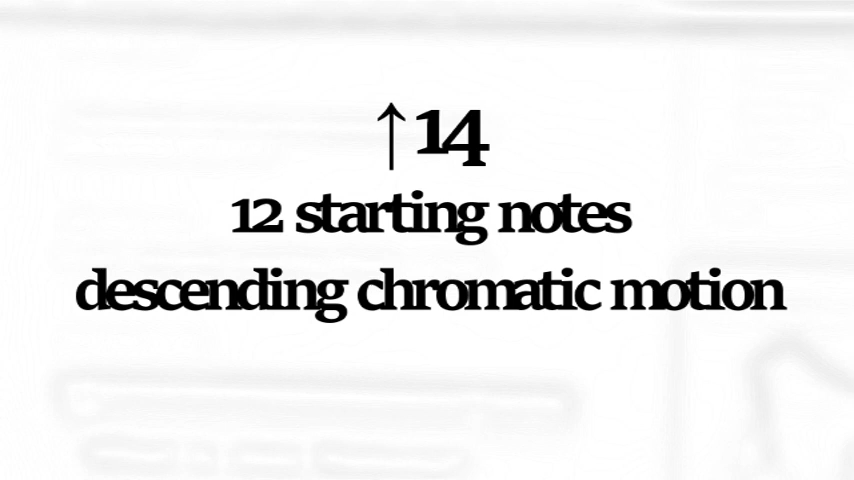 ↑14
12 starting notes
descending chromatic motion